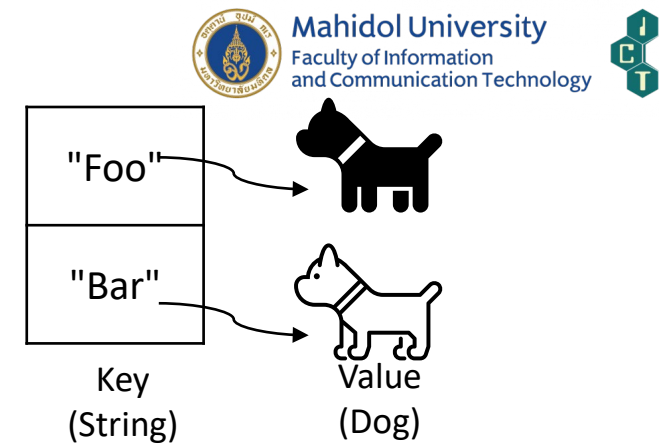 Mahidol University
Faculty of Information
and Communication Technology
I
C
T
"Foo"
"Bar"
Key
(String)
Value
(Dog)